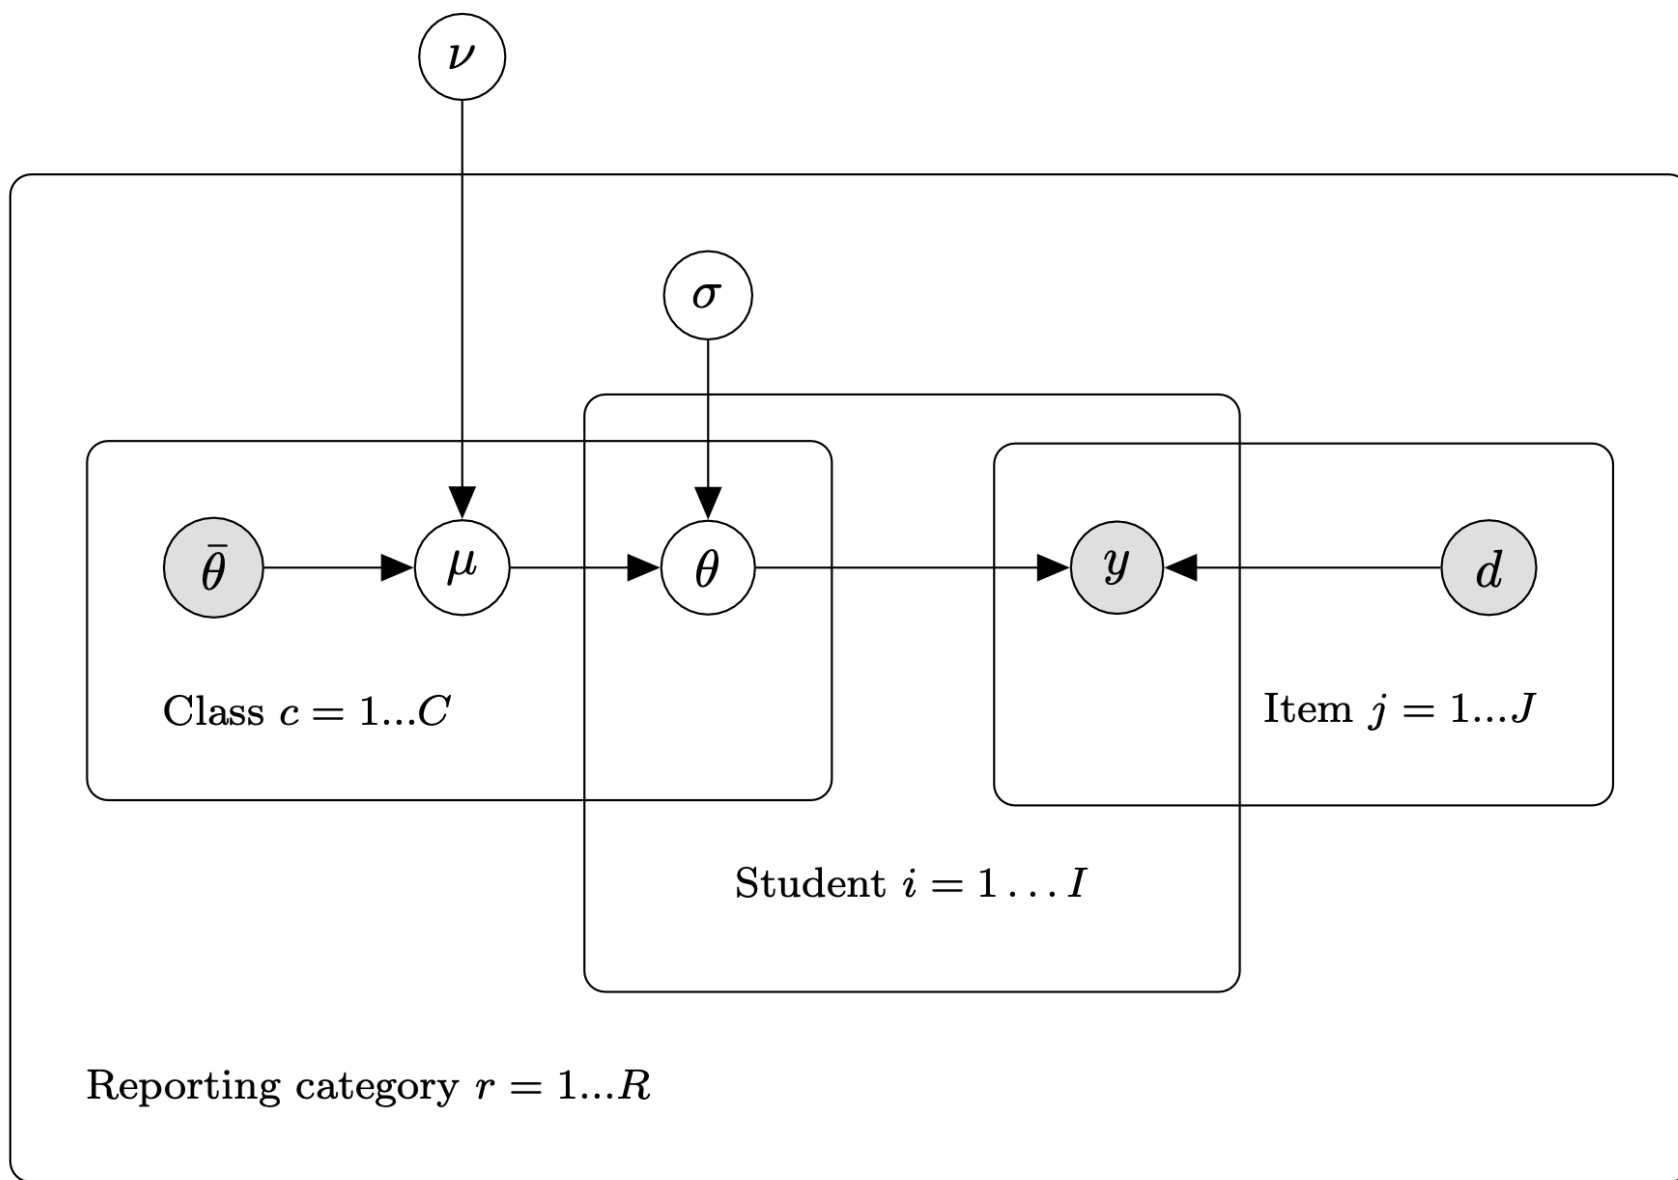 ν
σ
θ̄
μ
θ
y
d
Class c = 1...C
Item j = 1...J
Student i = 1 . . . I
Reporting category r = 1...R